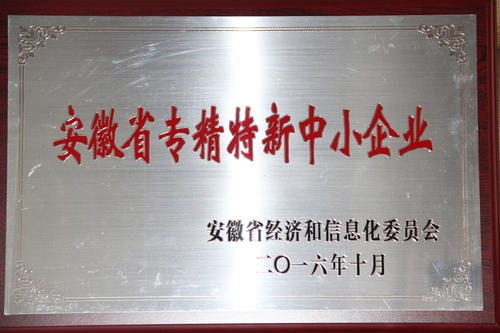 安徽省专精特新中小企业
安徽省经济和信息化委员会
二〇一六年十月